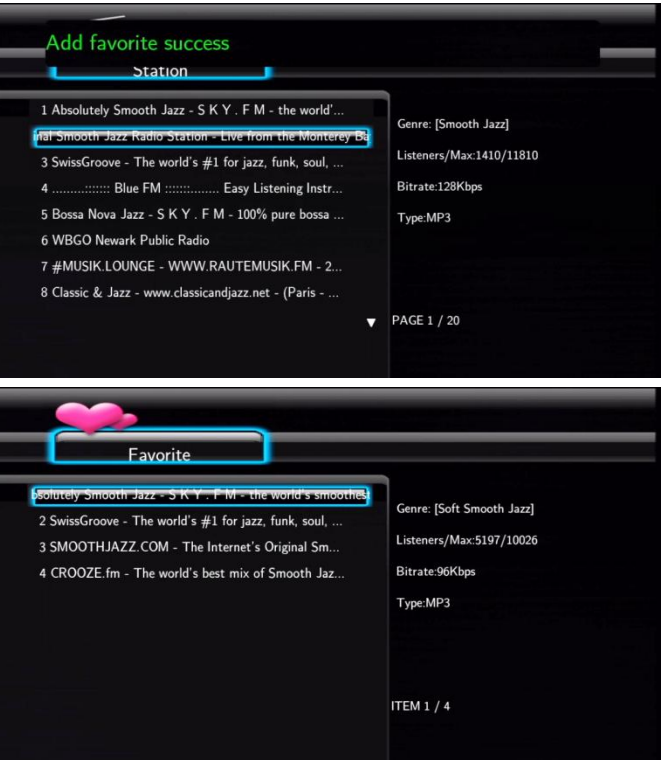 Add favorite success
Station
1 Absolutely Smooth Jazz - S K Y . F M - the world'...
nal Smooth Jazz Radio Station - Live from the Monterey Ba
3 SwissGroove - The world's #1 for jazz, funk, soul, ...
4 .........::::::: Blue FM :::::::........ Easy Listening Instr...
5 Bossa Nova Jazz - S K Y . F M - 100% pure bossa ...
6 WBGO Newark Public Radio
7 #MUSIK.LOUNGE - WWW.RAUTEMUSIK.FM - 2...
8 Classic & Jazz - www.classicandjazz.net - (Paris - ...
Genre: [Smooth Jazz]
Listeners/Max:1410/11810
Bitrate:128Kbps
Type:MP3
PAGE 1 / 20
Favorite
bsolutely Smooth Jazz - S K Y . F M - the world's smoothest
2 SwissGroove - The world's #1 for jazz, funk, soul, ...
3 SMOOTHJAZZ.COM - The Internet's Original Sm...
4 CROOZE.fm - The world's best mix of Smooth Jaz...
Genre: [Soft Smooth Jazz]
Listeners/Max:5197/10026
Bitrate:96Kbps
Type:MP3
ITEM 1 / 4